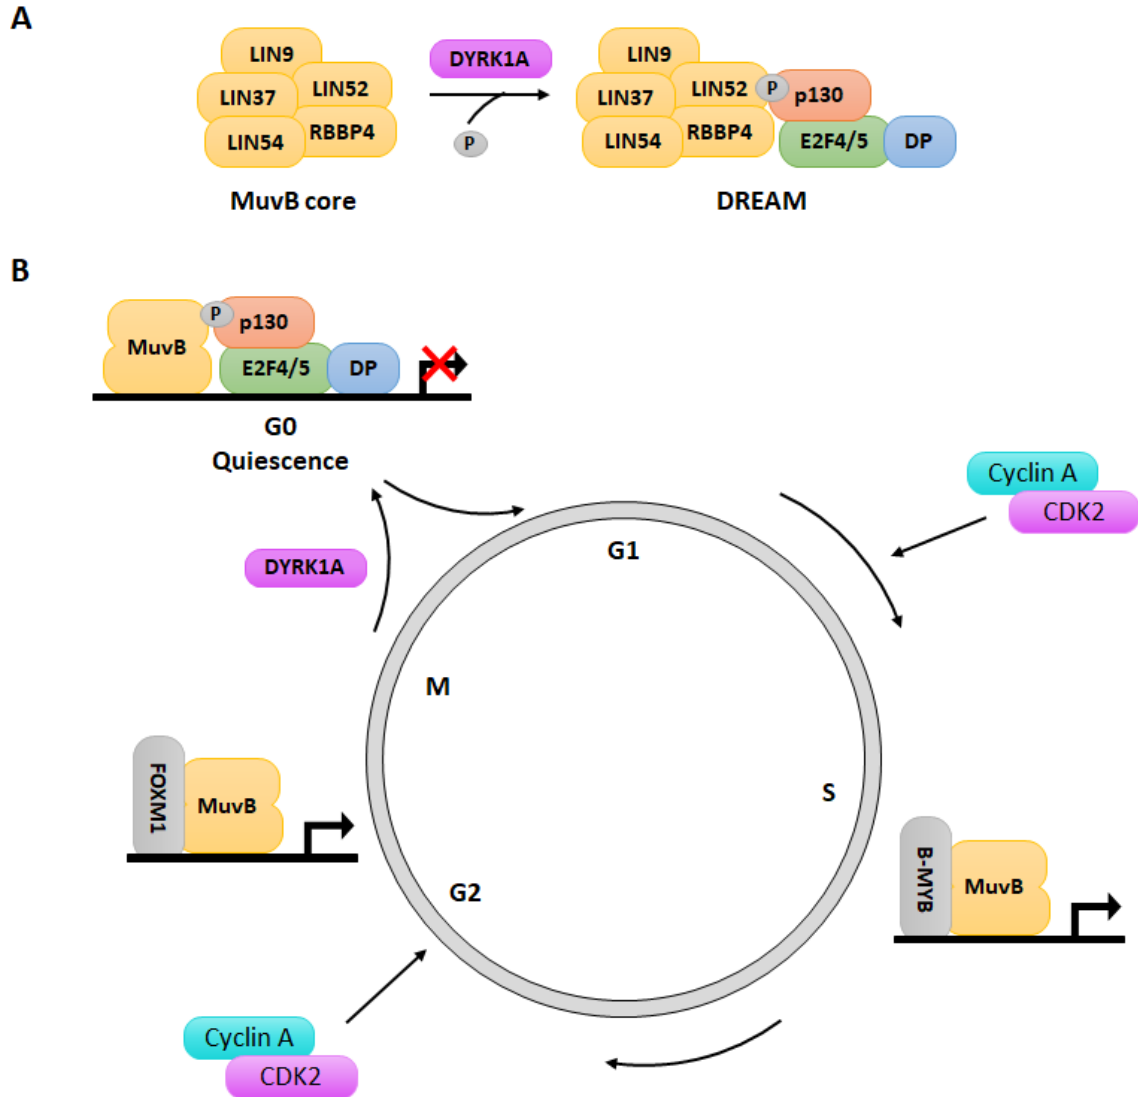 A
LIN9
LIN37
LIN52
LIN54
RBBP4
MuvB core
DYRK1A
P
LIN9
LIN37
LIN52
P
p130
LIN54
RBBP4
E2F4/5
DP
DREAM
B
MuvB
P
p130
E2F4/5
DP
G0
Quiescence
DYRK1A
G1
Cyclin A
CDK2
M
S
G2
FOXM1
MuvB
B-MYB
MuvB
Cyclin A
CDK2